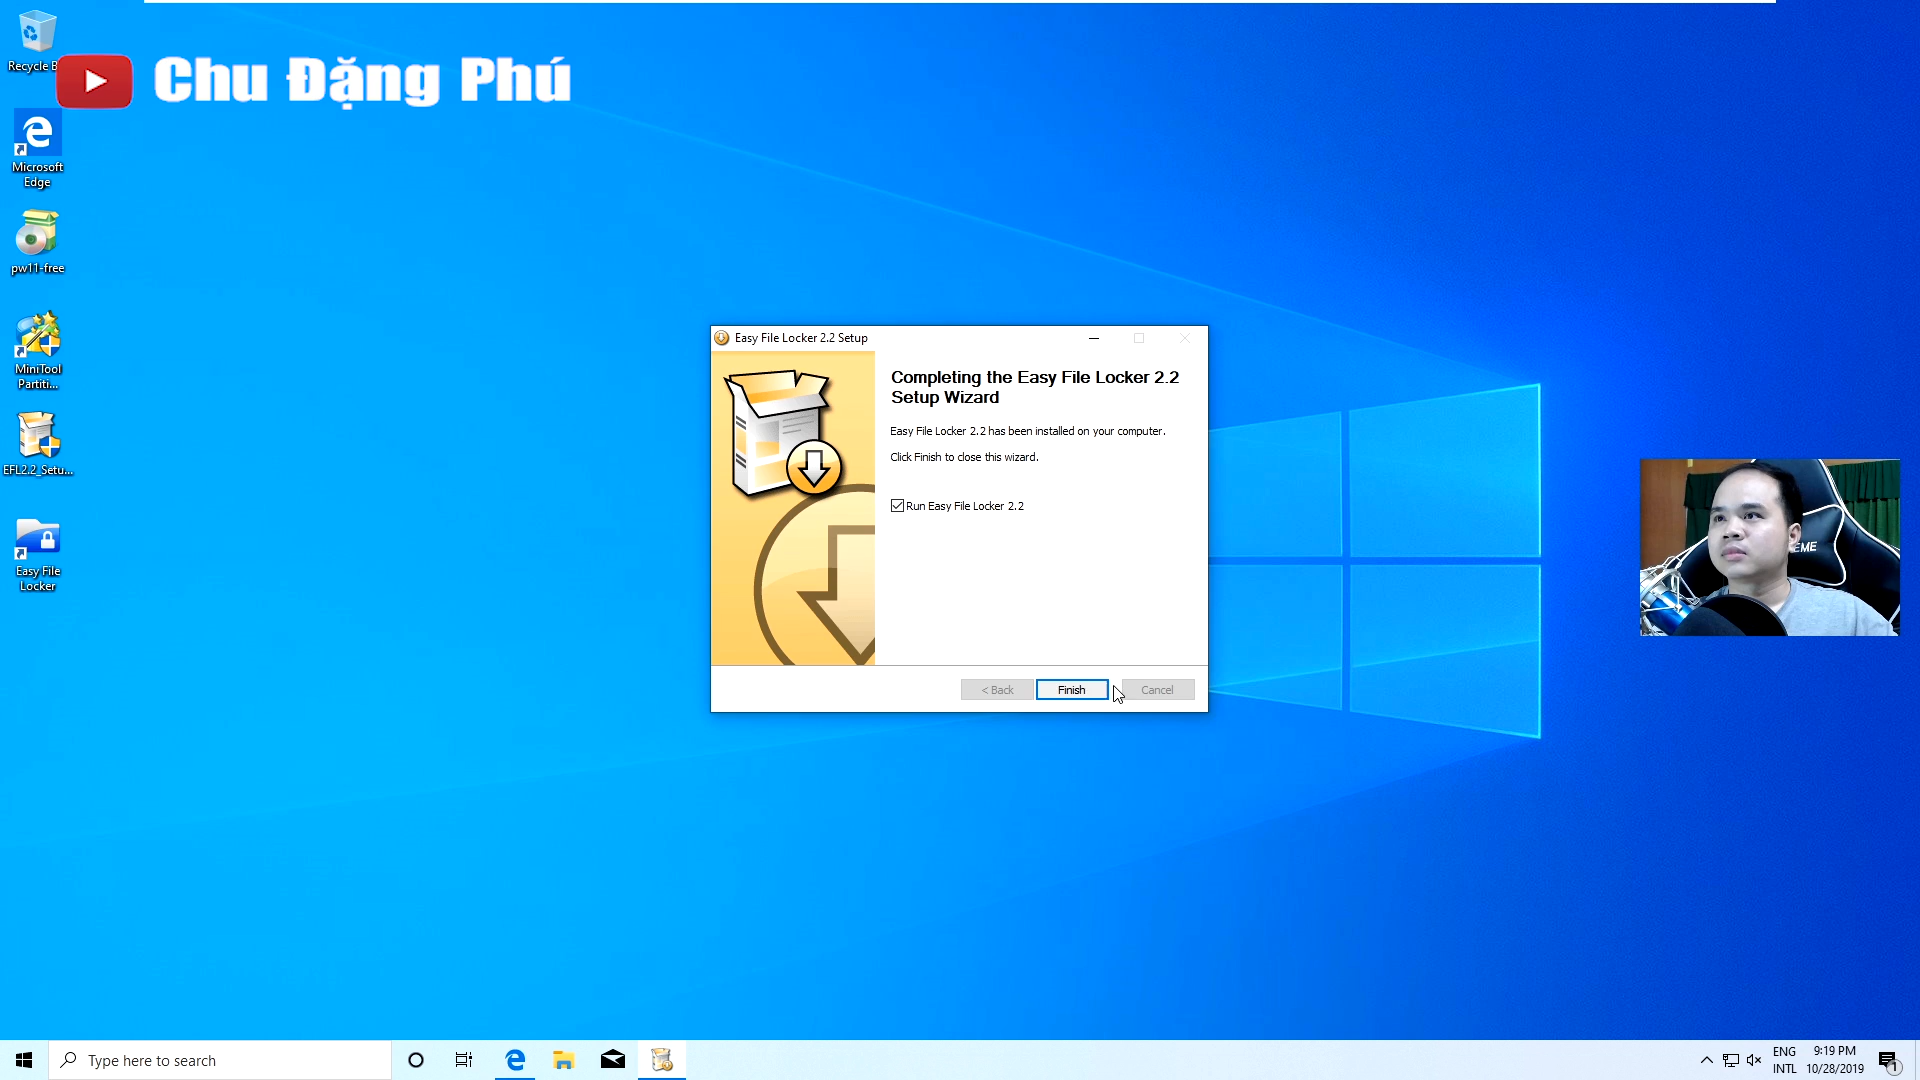 Recycle B
Chu Đặng Phú
Microsoft
Edge
pw11-free
MiniTool
Partiti...
EFL2.2_Setu...
Easy File
Locker
Easy File Locker 2.2 Setup
Completing the Easy File Locker 2.2
Setup Wizard
Easy File Locker 2.2 has been installed on your computer.
Click Finish to close this wizard.
Run Easy File Locker 2.2
< Back
Finish
Cancel
EME
Type here to search
ENG
INTL
9:19 PM
10/28/2019
1